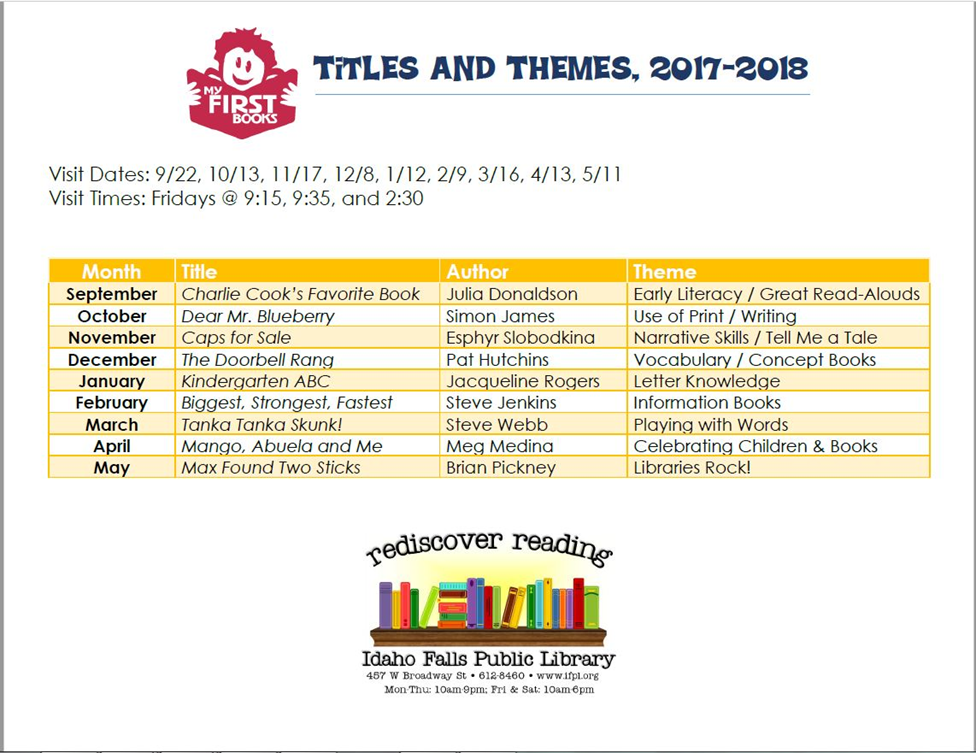 MY
FIRST
BOOKS
TiTLES AND THEMES, 2017-2018
Visit Dates: 9/22, 10/13, 11/17, 12/8, 1/12, 2/9, 3/16, 4/13, 5/11
Visit Times: Fridays @ 9:15, 9:35, and 2:30
Month Title Author Theme
September Charlie Cook's Favorite Book Julia Donaldson Early Literacy / Great Read-Alouds
October Dear Mr. Blueberry Simon James Use of Print / Writing
November Caps for Sale Esphyr Slobodkina Narrative Skills / Tell Me a Tale
December The Doorbell Rang Pat Hutchins Vocabulary / Concept Books
January Kindergarten ABC Jacqueline Rogers Letter Knowledge
February Biggest, Strongest, Fastest Steve Jenkins Information Books
March Tanka Tanka Skunk! Steve Webb Playing with Words
April Mango, Abuela and Me Meg Medina Celebrating Children & Books
May Max Found Two Sticks Brian Pickney Libraries Rock!
rediscover reading
Idaho Falls Public Library
457 W Broadway St • 612-8460 • www.ifpl.org
Mon-Thu: 10am-9pm; Fri & Sat: 10am-6pm